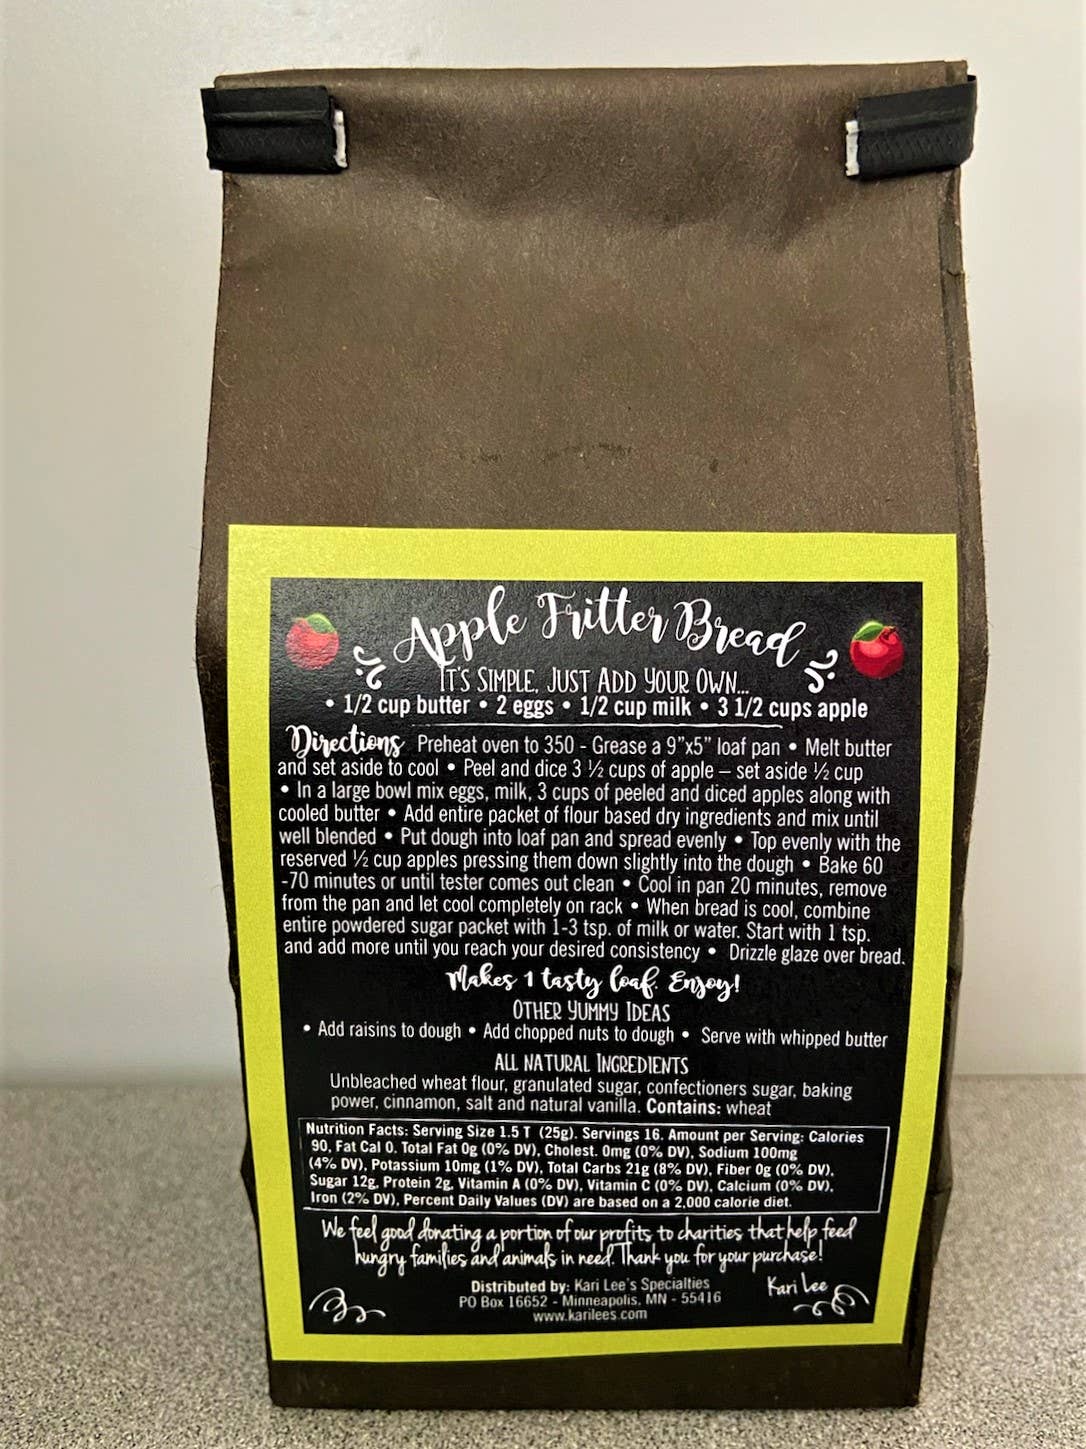 Apple Fritter Bread
IT'S SIMPLE, JUST ADD YOUR OWN...
• 1/2 cup butter • 2 eggs • 1/2 cup milk • 3 1/2 cups apple
Directions Preheat oven to 350 - Grease a 9"x5" loaf pan • Melt butter
and set aside to cool • Peel and dice 3 ½ cups of apple – set aside ½ cup
• In a large bowl mix eggs, milk, 3 cups of peeled and diced apples along with
cooled butter • Add entire packet of flour based dry ingredients and mix until
well blended • Put dough into loaf pan and spread evenly • Top evenly with the
reserved ½ cup apples pressing them down slightly into the dough • Bake 60
-70 minutes or until tester comes out clean • Cool in pan 20 minutes, remove
from the pan and let cool completely on rack • When bread is cool, combine
entire powdered sugar packet with 1-3 tsp. of milk or water. Start with 1 tsp.
and add more until you reach your desired consistency • Drizzle glaze over bread.
Makes 1 tasty loaf. Enjoy!
OTHER YUMMY IDEAS
• Add raisins to dough • Add chopped nuts to dough • Serve with whipped butter
ALL NATURAL INGREDIENTS
Unbleached wheat flour, granulated sugar, confectioners sugar, baking
power, cinnamon, salt and natural vanilla. Contains: wheat
Nutrition Facts: Serving Size 1.5 T (25g). Servings 16. Amount per Serving: Calories
90, Fat Cal 0. Total Fat 0g (0% DV), Cholest. 0mg (0% DV), Sodium 100mg
(4% DV), Potassium 10mg (1% DV), Total Carbs 21g (8% DV), Fiber 0g (0% DV),
Sugar 12g, Protein 2g, Vitamin A (0% DV), Vitamin C (0% DV), Calcium (0% DV),
Iron (2% DV), Percent Daily Values (DV) are based on a 2,000 calorie diet.
We feel good donating a portion of our profits to charities that help feed
hungry families and animals in need. Thank you for your purchase!
Kari Lee
Distributed by: Kari Lee's Specialties
PO Box 16652 - Minneapolis, MN - 55416
www.karilees.com